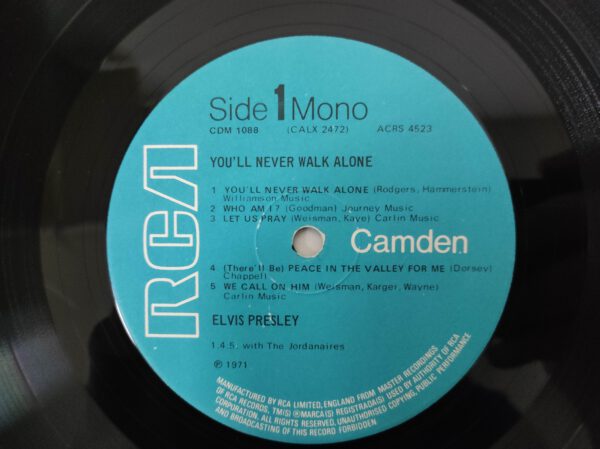 Side 1 Mono
CDM 1088 (CALX 2472) ACRS 4523
YOU'LL NEVER WALK ALONE
1 YOU'LL NEVER WALK ALONE (Rodgers, Hammerstein)
Williamson Music
2 WHO AM I? (Goodman) Journey Music
3 LET US PRAY (Weisman, Kaye) Carlin Music
RCA
Camden
4 (There'll Be) PEACE IN THE VALLEY FOR ME (Dorsey)
Chappell
5 WE CALL ON HIM (Weisman, Kargei, Wayne)
Carlin Music
ELVIS PRESLEY
1.4.5. with The Jordanaires
℗ 1971
MANUFACTURED BY RCA LIMITED, ENGLAND FROM MASTER RECORDINGS
OF RCA RECORDS, TM(S) ® MARCA(S) REGISTRADA(S) USED BY AUTHORITY OF RCA
CORPORATION. ALL RIGHTS RESERVED, UNAUTHORISED COPYING, PUBLIC PERFORMANCE
AND BROADCASTING OF THIS RECORD FORBIDDEN